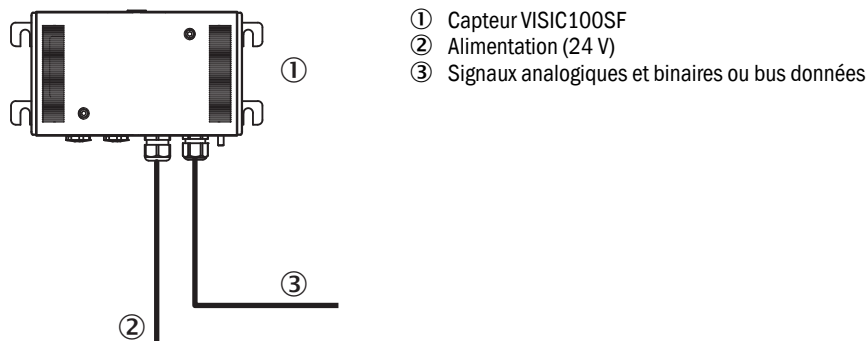 ① Capteur VISIC100SF
② Alimentation (24 V)
③ Signaux analogiques et binaires ou bus données
①
③
②